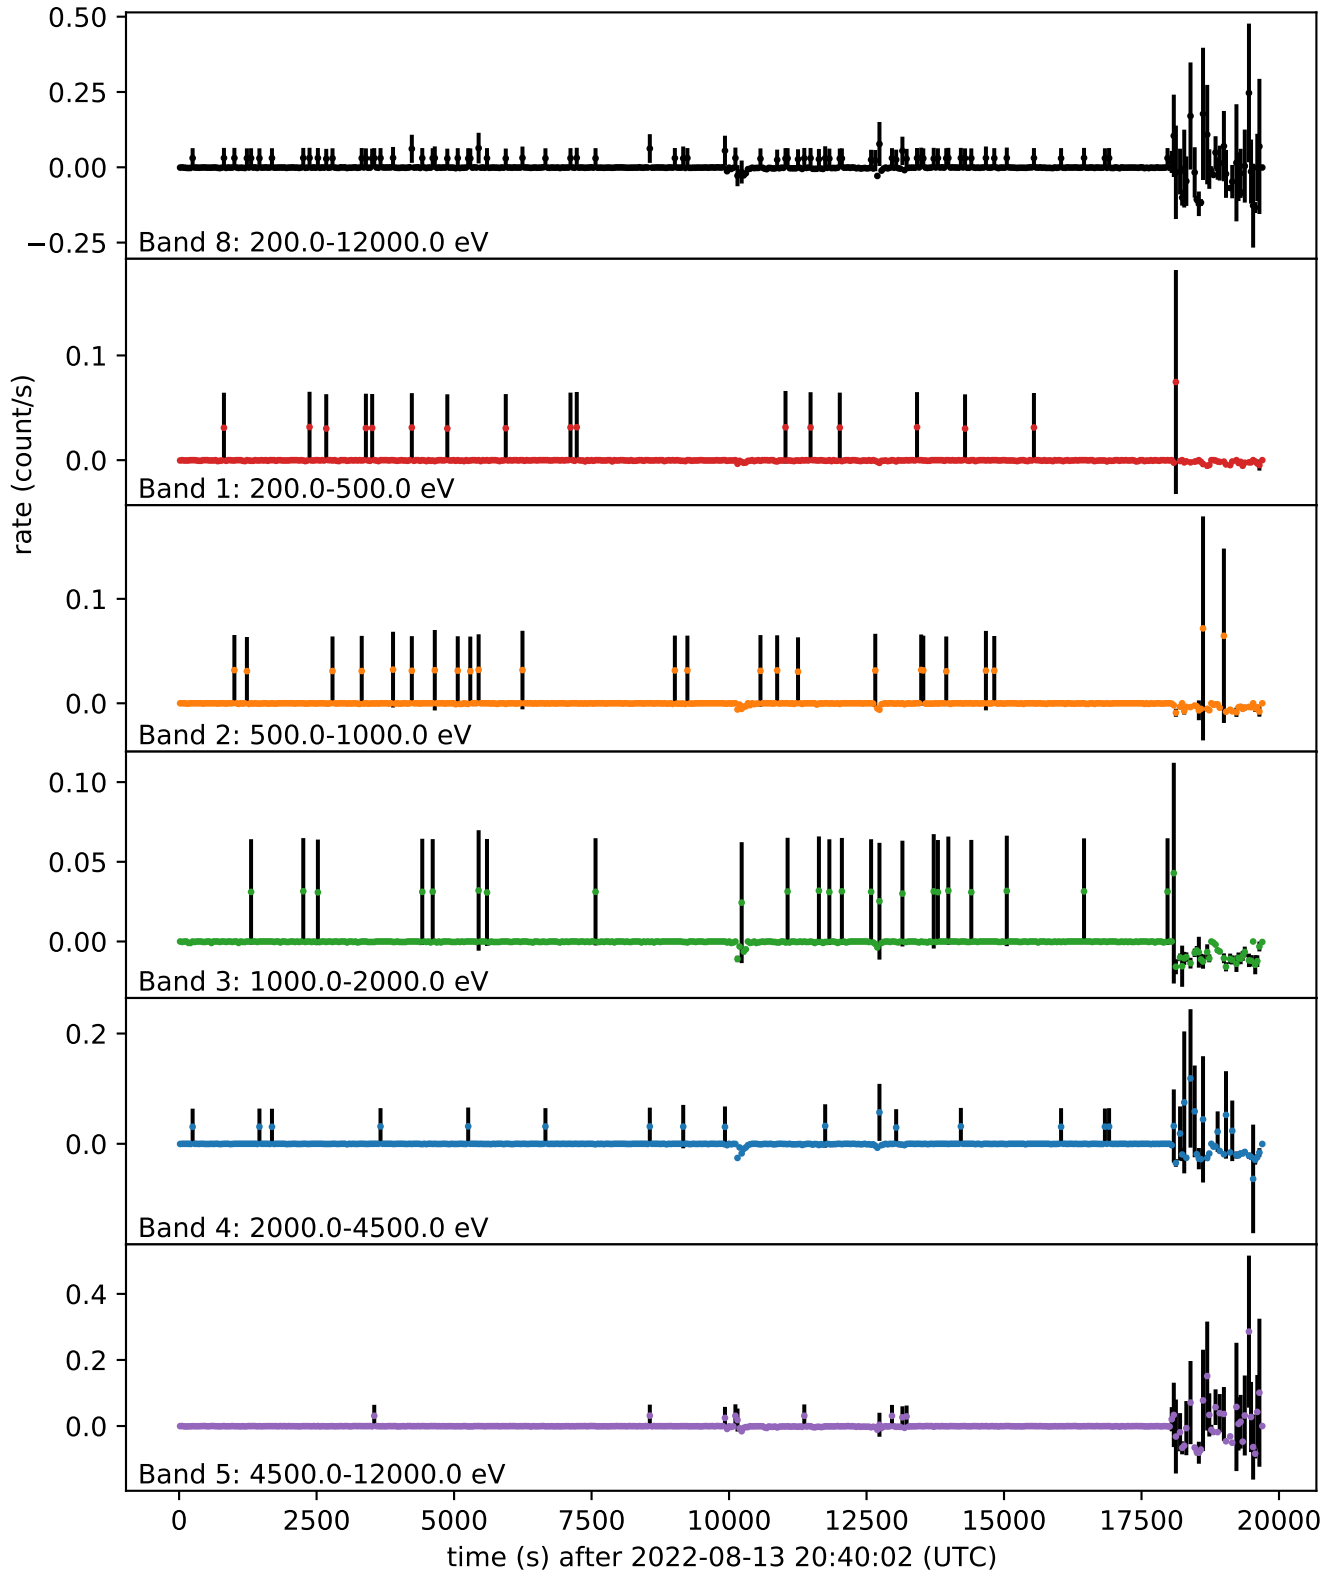 0.50
0.25
0.00
−0.25
Band 8: 200.0-12000.0 eV
0.1
0.0
Band 1: 200.0-500.0 eV
rate (count/s)
0.1
0.0
Band 2: 500.0-1000.0 eV
0.10
0.05
0.00
Band 3: 1000.0-2000.0 eV
0.2
0.0
Band 4: 2000.0-4500.0 eV
0.4
0.2
0.0
Band 5: 4500.0-12000.0 eV
0 2500 5000 7500 10000 12500 15000 17500 20000
time (s) after 2022-08-13 20:40:02 (UTC)